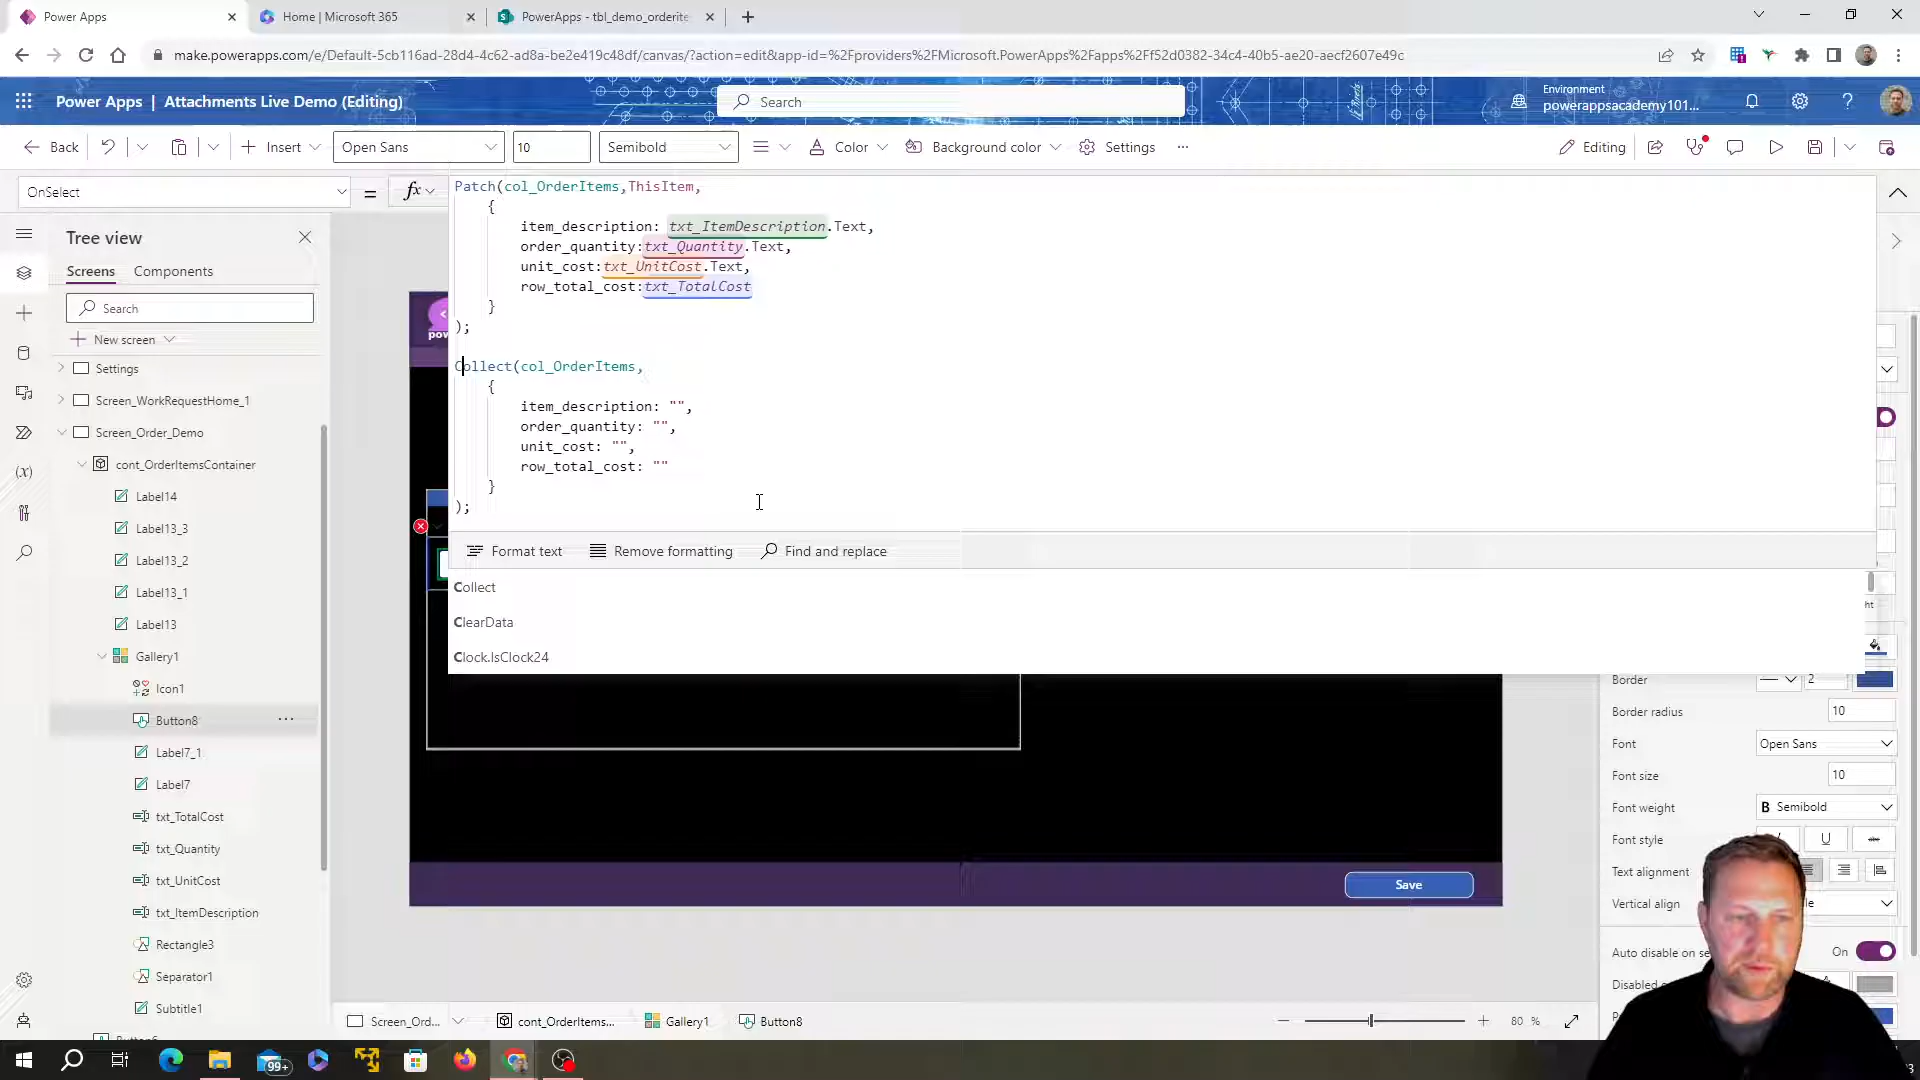 Power Apps
Home | Microsoft 365
PowerApps - tbl_demo_orderite
make.powerapps.com/e/Default-5cb116ad-28d4-4c62-ad8a-be2e419c48df/canvas/?action=edit&app-id=%2Fproviders%2FMicrosoft.PowerApps%2Fapps%2Ff52d0382-34c4-40b5-ae20-aecf2607e49c
Power Apps | Attachments Live Demo (Editing)
Search
Environment
powerappsacademy101...
Back
Insert
Open Sans
10
Semibold
Color
Background color
Settings
...
Editing
OnSelect
=
fx
Patch(col_OrderItems,ThisItem,
{
item_description: txt_ItemDescription.Text,
order_quantity:txt_Quantity.Text,
unit_cost:txt_UnitCost.Text,
row_total_cost:txt_TotalCost
}
);
Collect(col_OrderItems,
{
item_description: "",
order_quantity: "",
unit_cost: "",
row_total_cost: ""
}
);
Format text
Remove formatting
Find and replace
Collect
ClearData
Clock.IsClock24
Tree view
Screens
Components
Search
New screen
Settings
Screen_WorkRequestHome_1
Screen_Order_Demo
cont_OrderItemsContainer
Label14
Label13_3
Label13_2
Label13_1
Label13
Gallery1
Icon1
Button8
...
Label7_1
Label7
txt_TotalCost
txt_Quantity
txt_UnitCost
txt_ItemDescription
Rectangle3
Separator1
Subtitle1
pow
Save
ht
Border
2
Border radius
10
Font
Open Sans
Font size
10
Font weight
B Semibold
Font style
Text alignment
Vertical align
Auto disable on se
On
Disabled
Screen_Ord...
cont_OrderItems...
Gallery1
Button8
80 %
99+